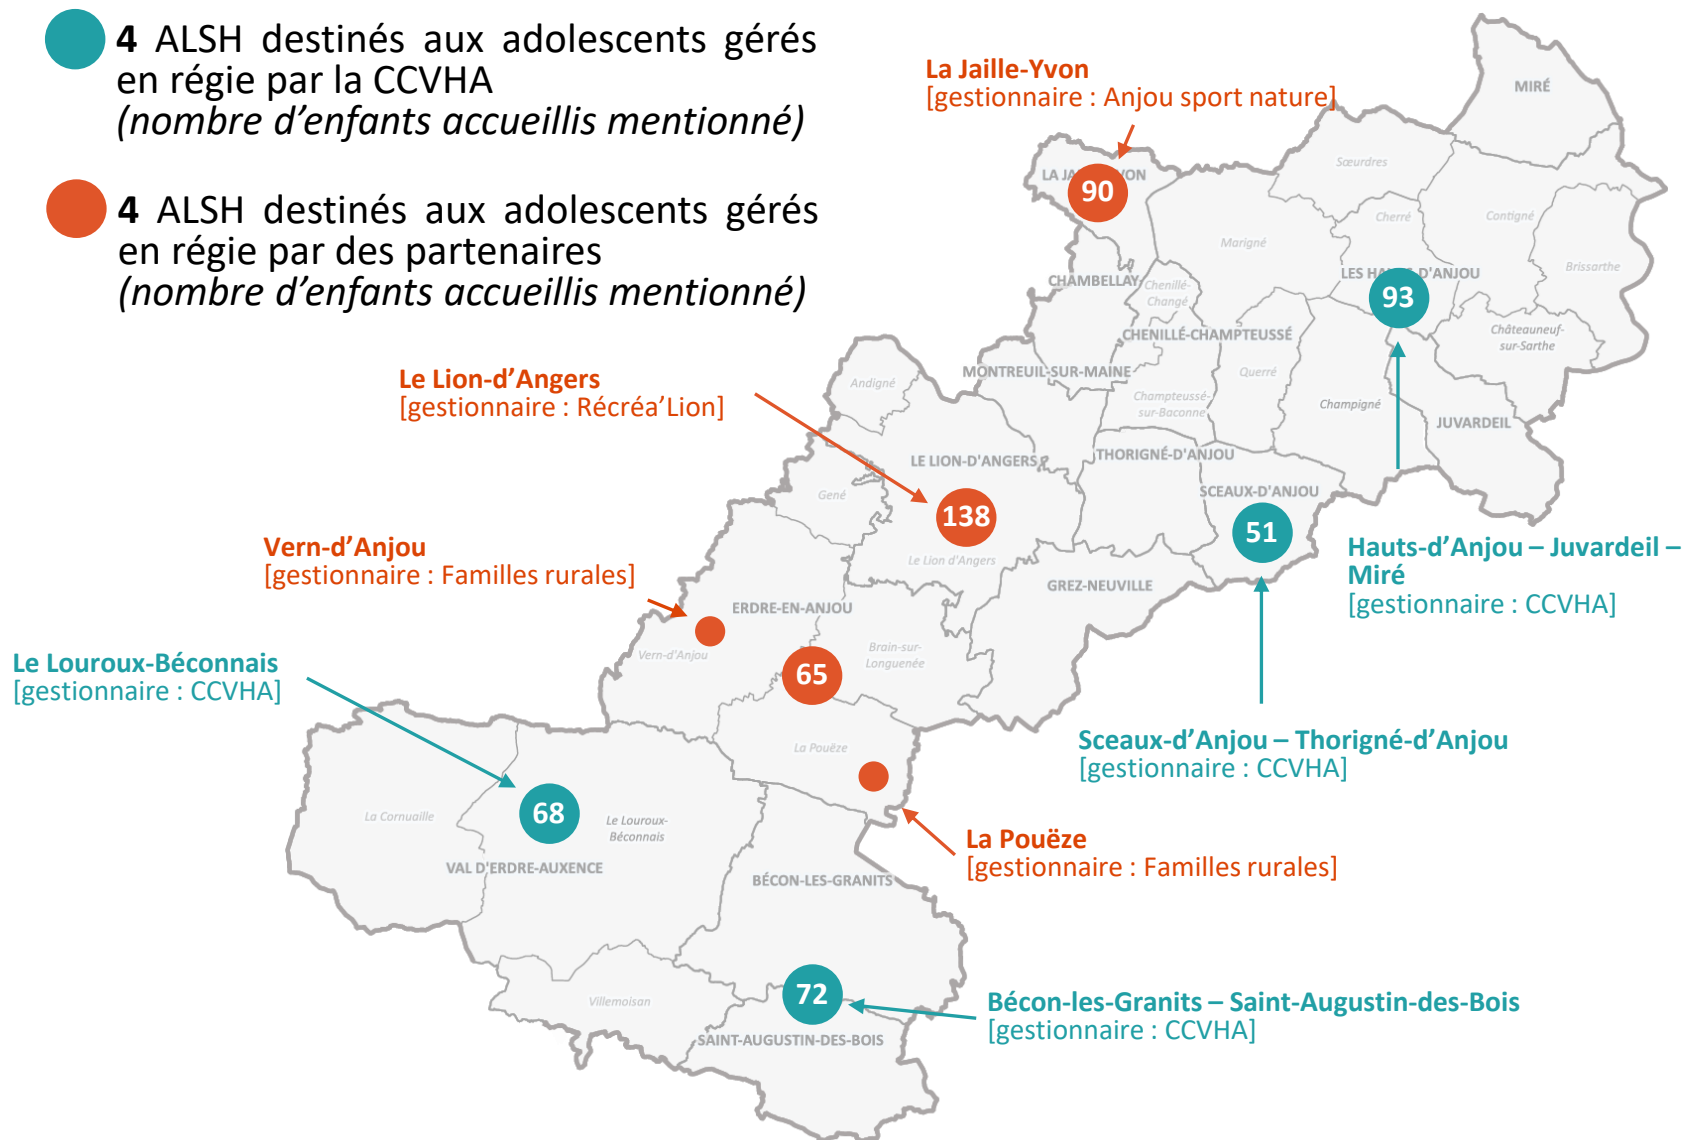 4 ALSH destinés aux adolescents gérés
en régie par la CCVHA
(nombre d’enfants accueillis mentionné)
4 ALSH destinés aux adolescents gérés
en régie par des partenaires
(nombre d’enfants accueillis mentionné)
La Jaille-Yvon
[gestionnaire : Anjou sport nature]
MIRÉ
Sœurdres
90
Cherré
Contigné
Marigné
Brissarthe
CHAMBELLAY
Chenillé-
Changé
93
Châteauneuf-
sur-Sarthe
CHENILLÉ-CHAMPTEUSSÉ
MONTREUIL-SUR-MAINE
Querré
Andigné
Champteussé-
sur-Baconne
Champigné
JUVARDEIL
Le Lion-d’Angers
[gestionnaire : Récréa’Lion]
LE LION-D'ANGERS
THORIGNÉ-D'ANJOU
SCEAUX-D'ANJOU
Gené
138
51
Le Lion d'Angers
GREZ-NEUVILLE
Hauts-d’Anjou – Juvardeil –
Miré
[gestionnaire : CCVHA]
Vern-d’Anjou
[gestionnaire : Familles rurales]
ERDRE-EN-ANJOU
Vern-d'Anjou
Brain-sur-
Longuenée
65
Le Louroux-Béconnais
[gestionnaire : CCVHA]
La Pouëze
Sceaux-d’Anjou – Thorigné-d’Anjou
[gestionnaire : CCVHA]
La Cornuaille
68
Le Louroux-
Béconnais
VAL D'ERDRE-AUXENCE
La Pouëze
[gestionnaire : Familles rurales]
BÉCON-LES-GRANITS
Villemoisan
72
Bécon-les-Granits – Saint-Augustin-des-Bois
[gestionnaire : CCVHA]
SAINT-AUGUSTIN-DES-BOIS